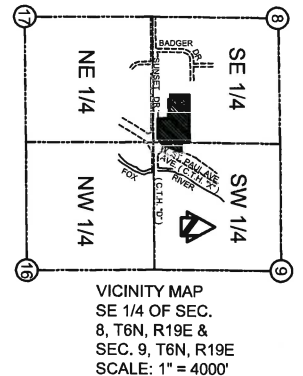 17
8
NE 1/4
SE 1/4
BADGER
DR
SUNSET DR.
ST. PAUL AVE
AVE ( C.T.H. "X")
FOX
RIVER
( C.T.H. "D" )
NW 1/4
SW 1/4
16
9
VICINITY MAP
SE 1/4 OF SEC.
8, T6N, R19E &
SEC. 9, T6N, R19E
SCALE: 1" = 4000'